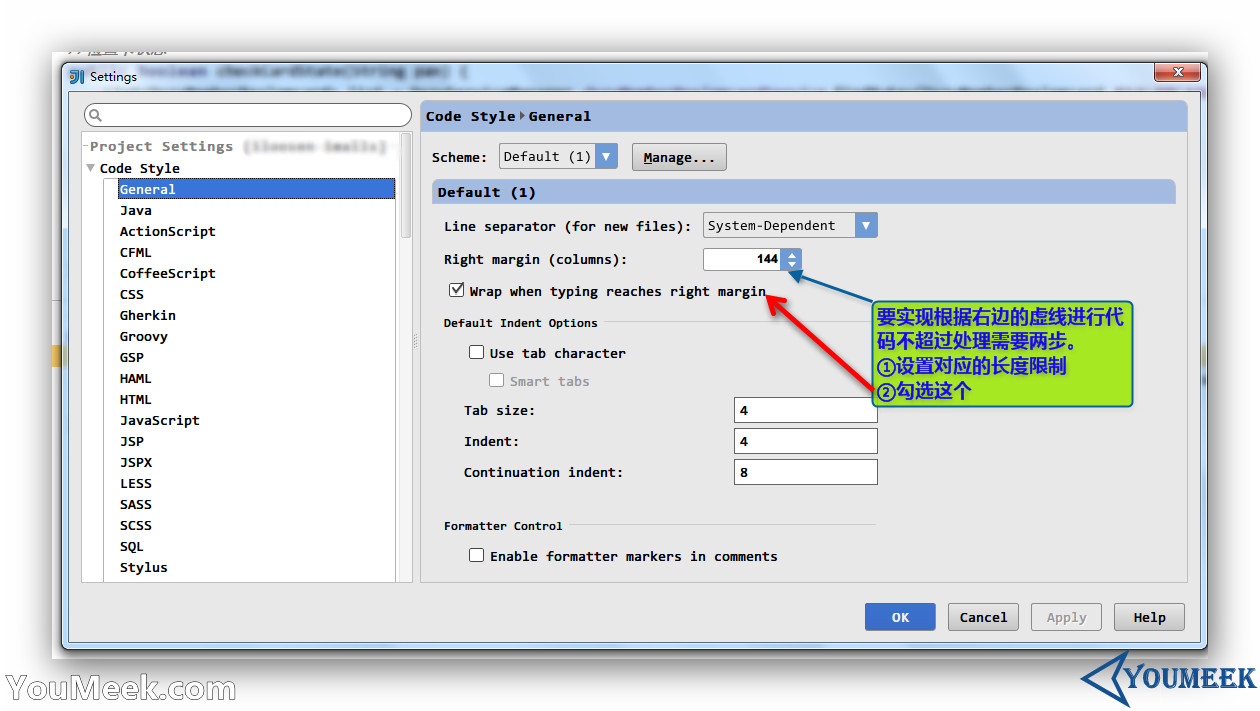 Settings
Code Style
General
Project Settings
Code Style
General
Java
ActionScript
CFML
CoffeeScript
CSS
Gherkin
Groovy
GSP
HAML
HTML
JavaScript
JSP
JSPX
LESS
SASS
SCSS
SQL
Stylus
Scheme: Default (1) Manage...
Default (1)
Line separator (for new files): System-Dependent
Right margin (columns): 144
Wrap when typing reaches right margin
Default Indent Options
Use tab character
Smart tabs
Tab size: 4
Indent: 4
Continuation indent: 8
Formatter Control
Enable formatter markers in comments
要实现根据右边的虚线进行代
码不超过处理需要两步。
①设置对应的长度限制
②勾选这个
OK Cancel Apply Help
YouMeek.com
YOUMEEK